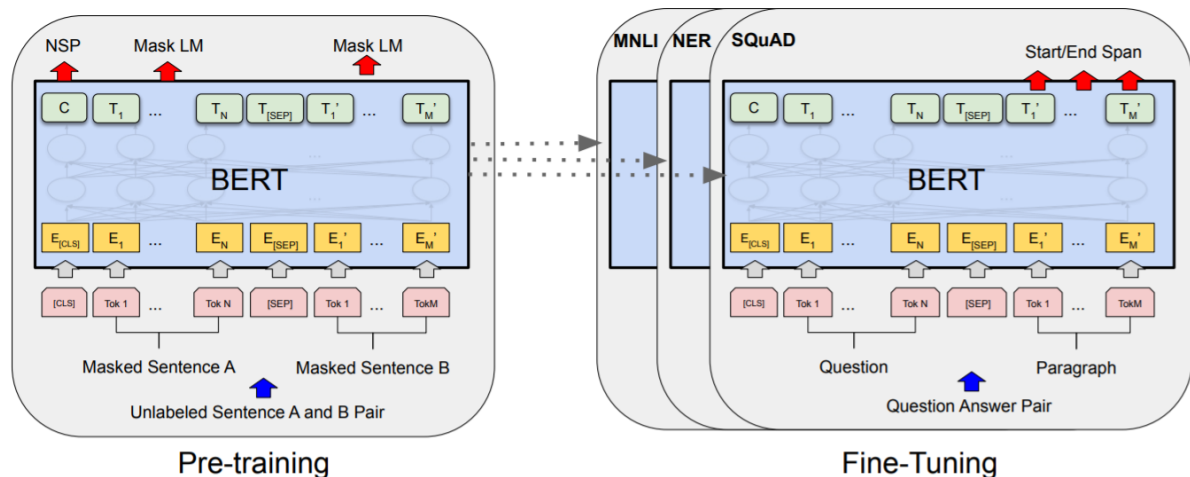 NSP Mask LM Mask LM
C T1 ... TN T[SEP] T1' ... TM'
...
...
BERT
E[CLS] E1 ... EN E[SEP] E1' ... EM'
[CLS] Tok 1 ... Tok N [SEP] Tok 1 ... TokM
Masked Sentence A Masked Sentence B
Unlabeled Sentence A and B Pair
Pre-training
MNLI NER SQuAD
Start/End Span
C T1 ... TN T[SEP] T1' ... TM'
...
...
BERT
E[CLS] E1 ... EN E[SEP] E1' ... EM'
[CLS] Tok 1 ... Tok N [SEP] Tok 1 ... TokM
Question Paragraph
Question Answer Pair
Fine-Tuning